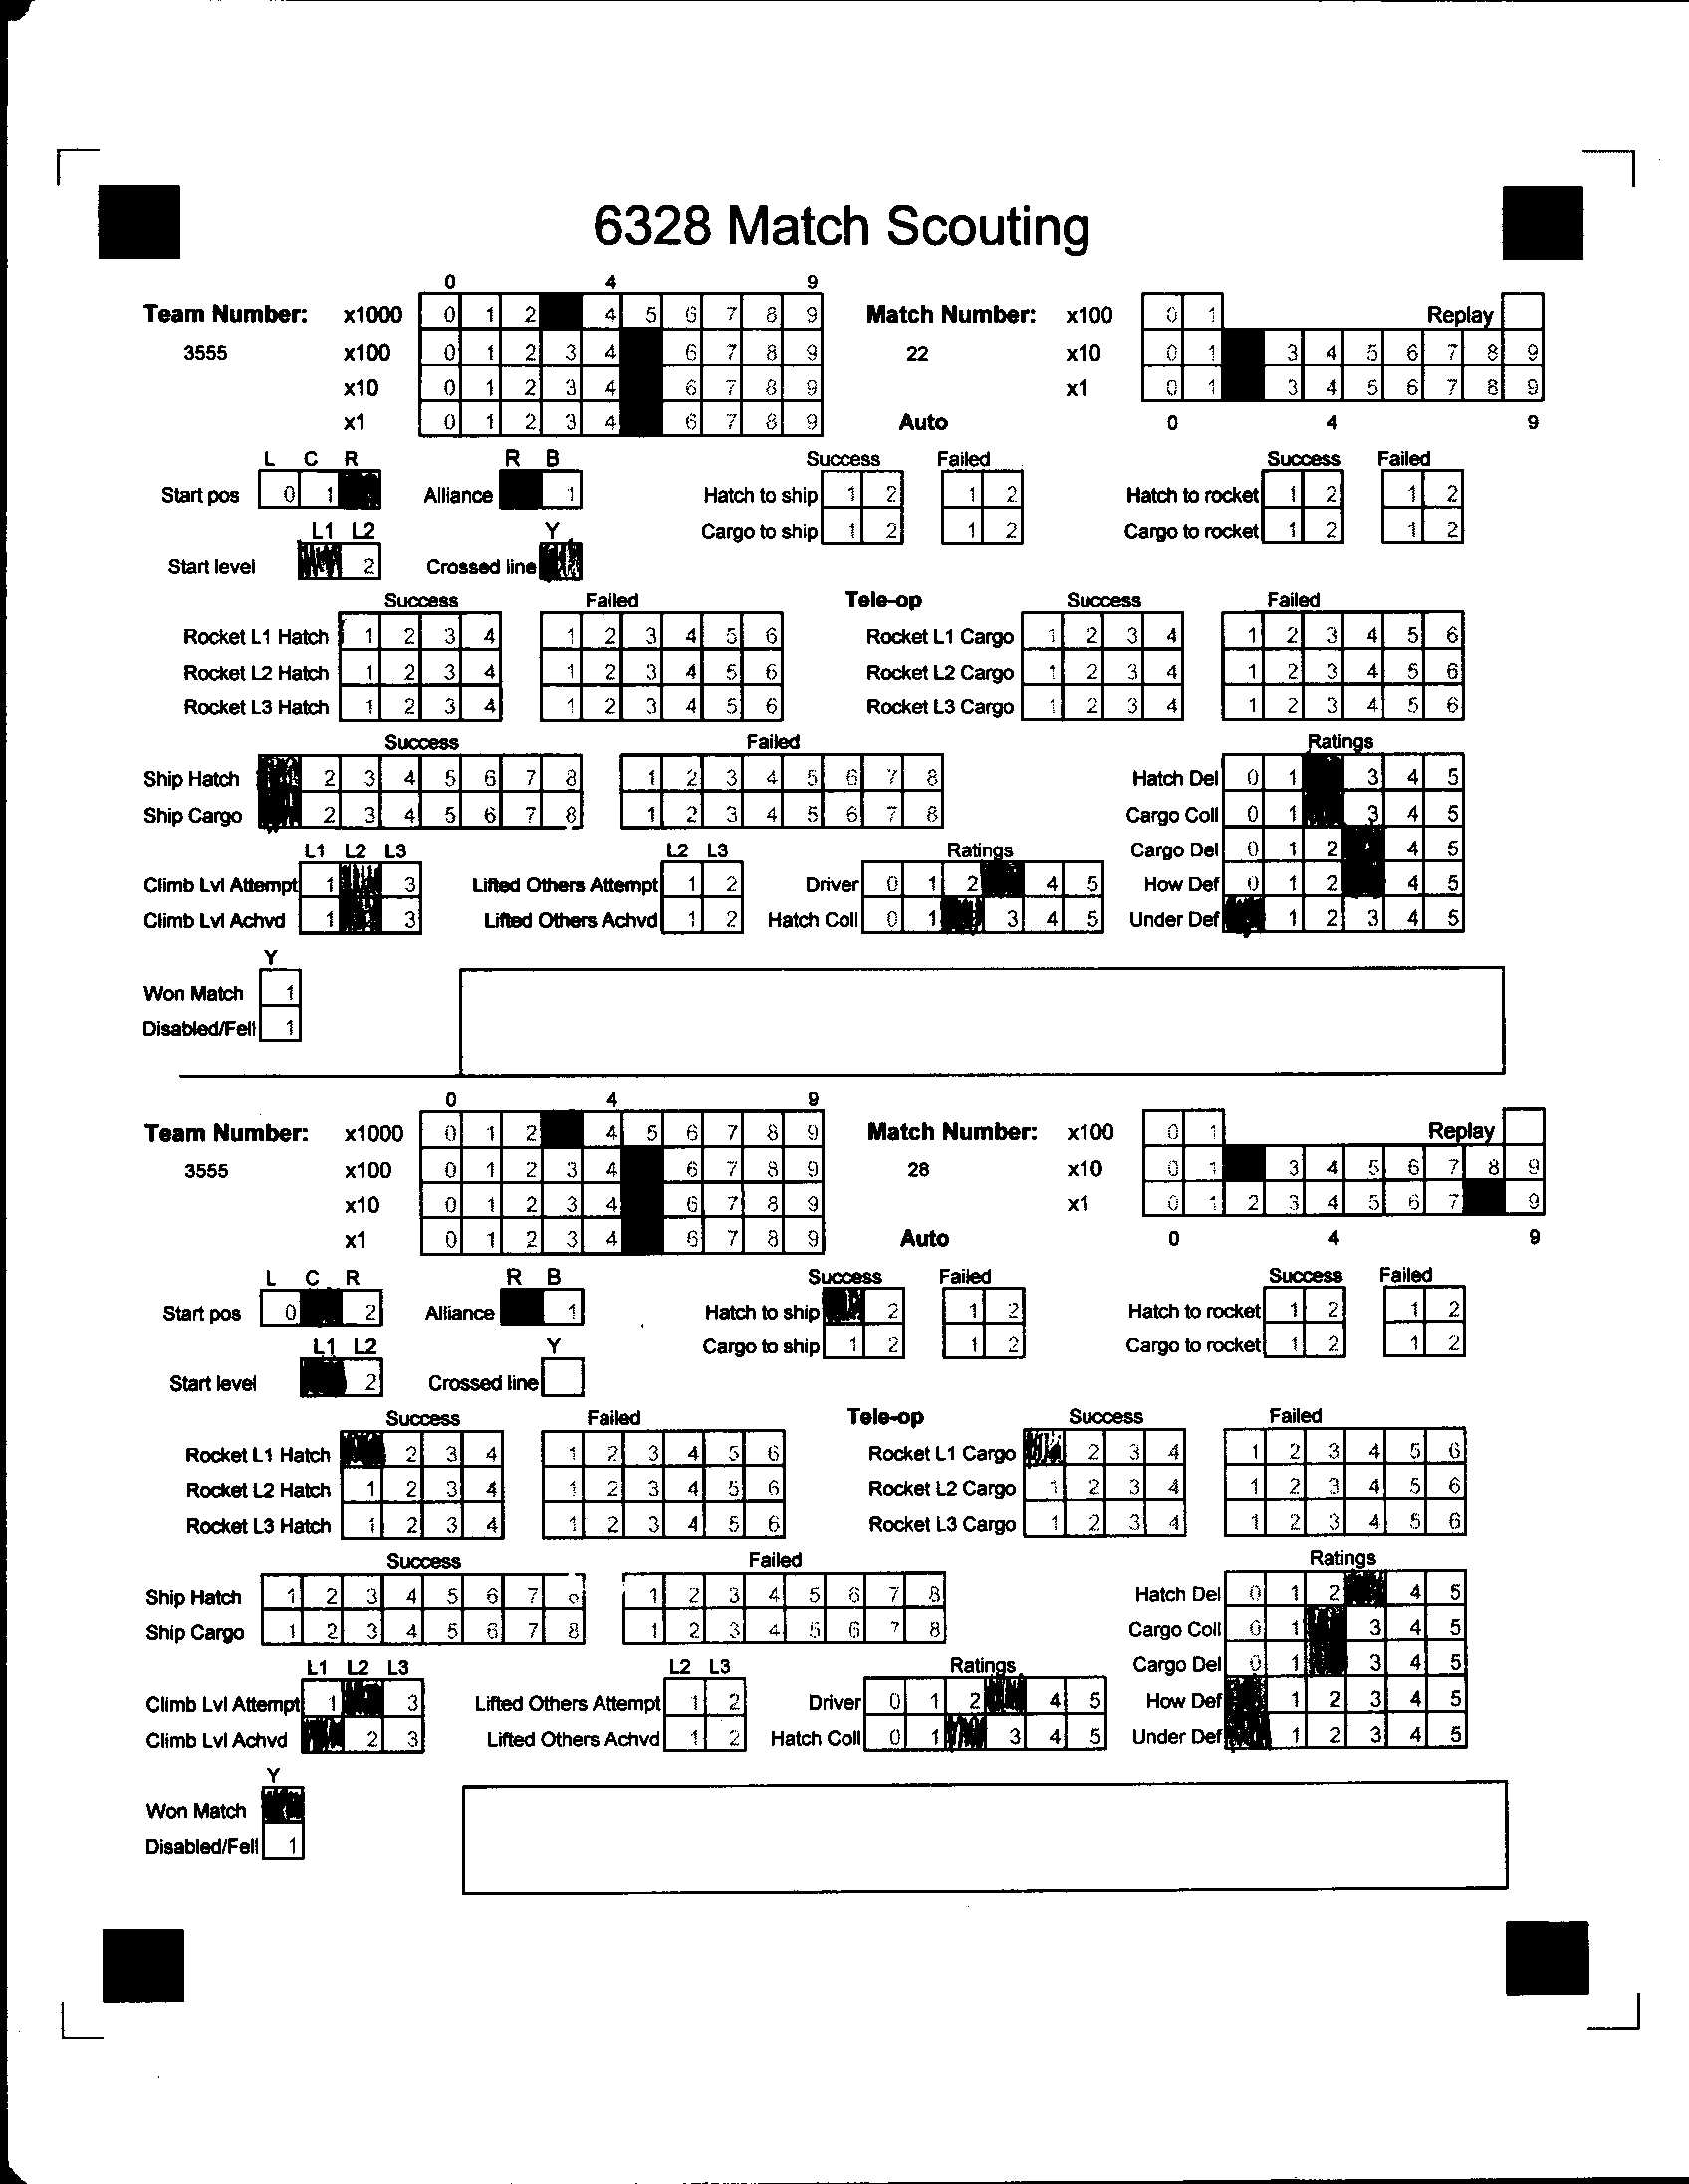 6328 Match Scouting
0 4 9
Team Number: x1000 0 1 2 4 5 6 7 8 9 Match Number: x100 0 1 Replay
3555 x100 0 1 2 3 4 6 7 8 9 22 x10 0 1 3 4 5 6 7 8 9
x10 0 1 2 3 4 6 7 8 9 x1 0 1 3 4 5 6 7 8 9
x1 0 1 2 3 4 6 7 8 9 Auto 0 4 9
L C R R B Success Failed Success Failed
Start pos 0 1 Alliance 1 Hatch to ship 1 2 1 2 Hatch to rocket 1 2 1 2
L1 L2 Y Cargo to ship 1 2 1 2 Cargo to rocket 1 2 1 2
Start level 2 Crossed line
Success Failed Tele-op Success Failed
Rocket L1 Hatch 1 2 3 4 1 2 3 4 5 6 Rocket L1 Cargo 1 2 3 4 1 2 3 4 5 6
Rocket L2 Hatch 1 2 3 4 1 2 3 4 5 6 Rocket L2 Cargo 1 2 3 4 1 2 3 4 5 6
Rocket L3 Hatch 1 2 3 4 1 2 3 4 5 6 Rocket L3 Cargo 1 2 3 4 1 2 3 4 5 6
Success Failed Ratings
Ship Hatch 2 3 4 5 6 7 8 1 2 3 4 5 6 7 8 Hatch Del 0 1 3 4 5
Ship Cargo 2 3 4 5 6 7 8 1 2 3 4 5 6 7 8 Cargo Coll 0 1 3 4 5
L1 L2 L3 L2 L3 Ratings Cargo Del 0 1 2 4 5
Climb Lvl Attempt 1 3 Lifted Others Attempt 1 2 Driver 0 1 2 4 5 How Def 0 1 2 4 5
Climb Lvl Achvd 1 3 Lifted Others Achvd 1 2 Hatch Coll 0 1 3 4 5 Under Def 1 2 3 4 5
Y
Won Match 1
Disabled/Fell 1
0 4 9
Team Number: x1000 0 1 2 4 5 6 7 8 9 Match Number: x100 0 1 Replay
3555 x100 0 1 2 3 4 6 7 8 9 28 x10 0 1 3 4 5 6 7 8 9
x10 0 1 2 3 4 6 7 8 9 x1 0 1 2 3 4 5 6 7 9
x1 0 1 2 3 4 6 7 8 9 Auto 0 4 9
L C R R B Success Failed Success Failed
Start pos 0 2 Alliance 1 Hatch to ship 2 1 2 Hatch to rocket 1 2 1 2
L1 L2 Y Cargo to ship 1 2 1 2 Cargo to rocket 1 2 1 2
Start level 2 Crossed line
Success Failed Tele-op Success Failed
Rocket L1 Hatch 2 3 4 1 2 3 4 5 6 Rocket L1 Cargo 2 3 4 1 2 3 4 5 6
Rocket L2 Hatch 1 2 3 4 1 2 3 4 5 6 Rocket L2 Cargo 1 2 3 4 1 2 3 4 5 6
Rocket L3 Hatch 1 2 3 4 1 2 3 4 5 6 Rocket L3 Cargo 1 2 3 4 1 2 3 4 5 6
Success Failed Ratings
Ship Hatch 1 2 3 4 5 6 7 1 2 3 4 5 6 7 8 Hatch Del 0 1 2 4 5
Ship Cargo 1 2 3 4 5 6 7 8 1 2 3 4 5 6 7 8 Cargo Coll 0 1 3 4 5
L1 L2 L3 L2 L3 Ratings Cargo Del 0 1 3 4 5
Climb Lvl Attempt 1 3 Lifted Others Attempt 1 2 Driver 0 1 2 4 5 How Def 1 2 3 4 5
Climb Lvl Achvd 2 3 Lifted Others Achvd 1 2 Hatch Coll 0 1 3 4 5 Under Def 1 2 3 4 5
Y
Won Match
Disabled/Fell 1